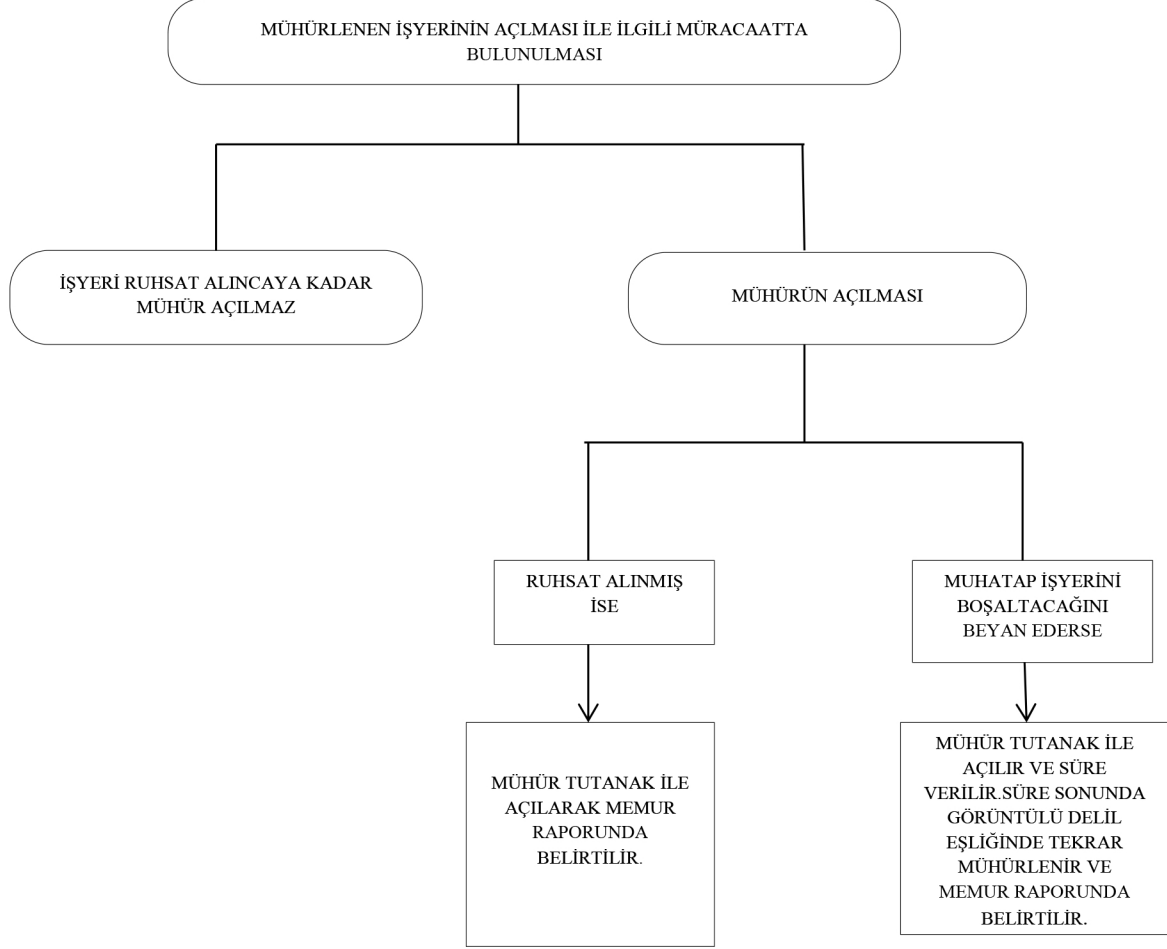 MÜHÜRLENEN İŞYERİNİN AÇLMASI İLE İLGİLİ MÜRACAATTA
BULUNULMASI
İŞYERİ RUHSAT ALINCAYA KADAR
MÜHÜR AÇILMAZ
MÜHÜRÜN AÇILMASI
RUHSAT ALINMIŞ
İSE
MUHATAP İŞYERİNİ
BOŞALTACAĞINI
BEYAN EDERSE
MÜHÜR TUTANAK İLE
AÇILARAK MEMUR
RAPORUNDA
BELİRTİLİR.
MÜHÜR TUTANAK İLE
AÇILIR VE SÜRE
VERİLİR.SÜRE SONUNDA
GÖRÜNTÜLÜ DELİL
EŞLİĞİNDE TEKRAR
MÜHÜRLENİR VE
MEMUR RAPORUNDA
BELİRTİLİR.